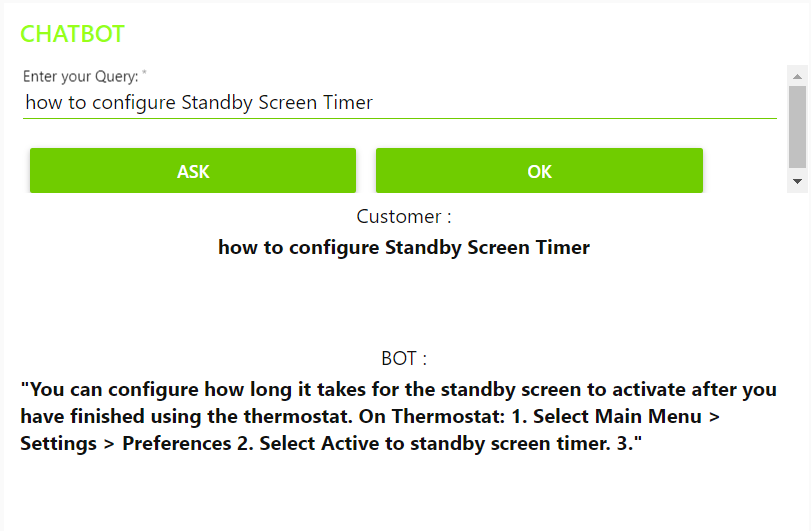 CHATBOT
Enter your Query: *
how to configure Standby Screen Timer
ASK
OK
Customer :
how to configure Standby Screen Timer
BOT :
"You can configure how long it takes for the standby screen to activate after you
have finished using the thermostat. On Thermostat: 1. Select Main Menu >
Settings > Preferences 2. Select Active to standby screen timer. 3."